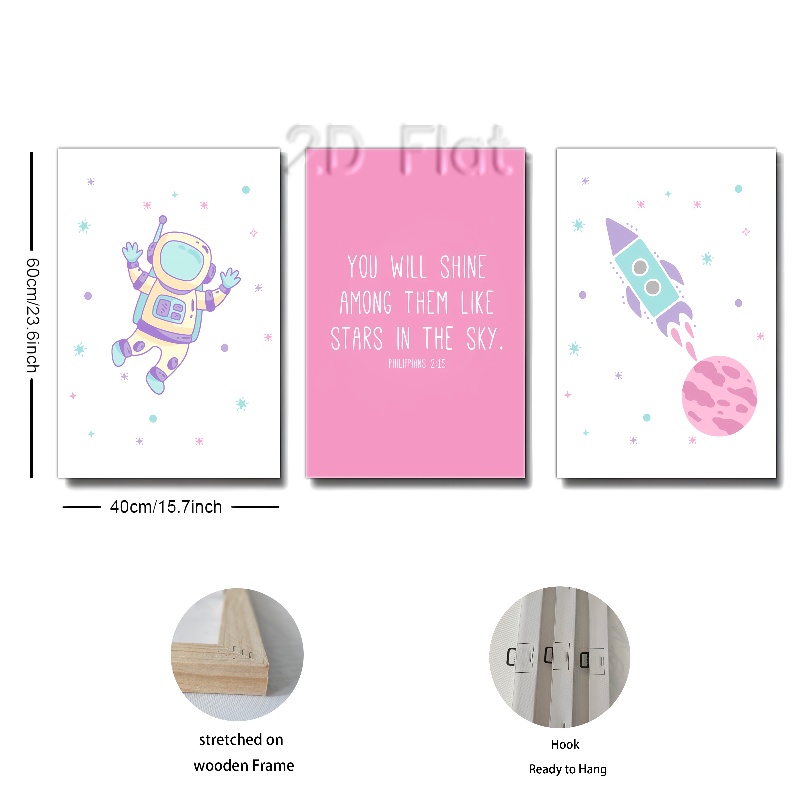 2D Flat
YOU WILL SHINE
AMONG THEM LIKE
STARS IN THE SKY.
PHILIPPIANS 2:15
60cm/23.6inch
40cm/15.7inch
stretched on
wooden Frame
Hook
Ready to Hang